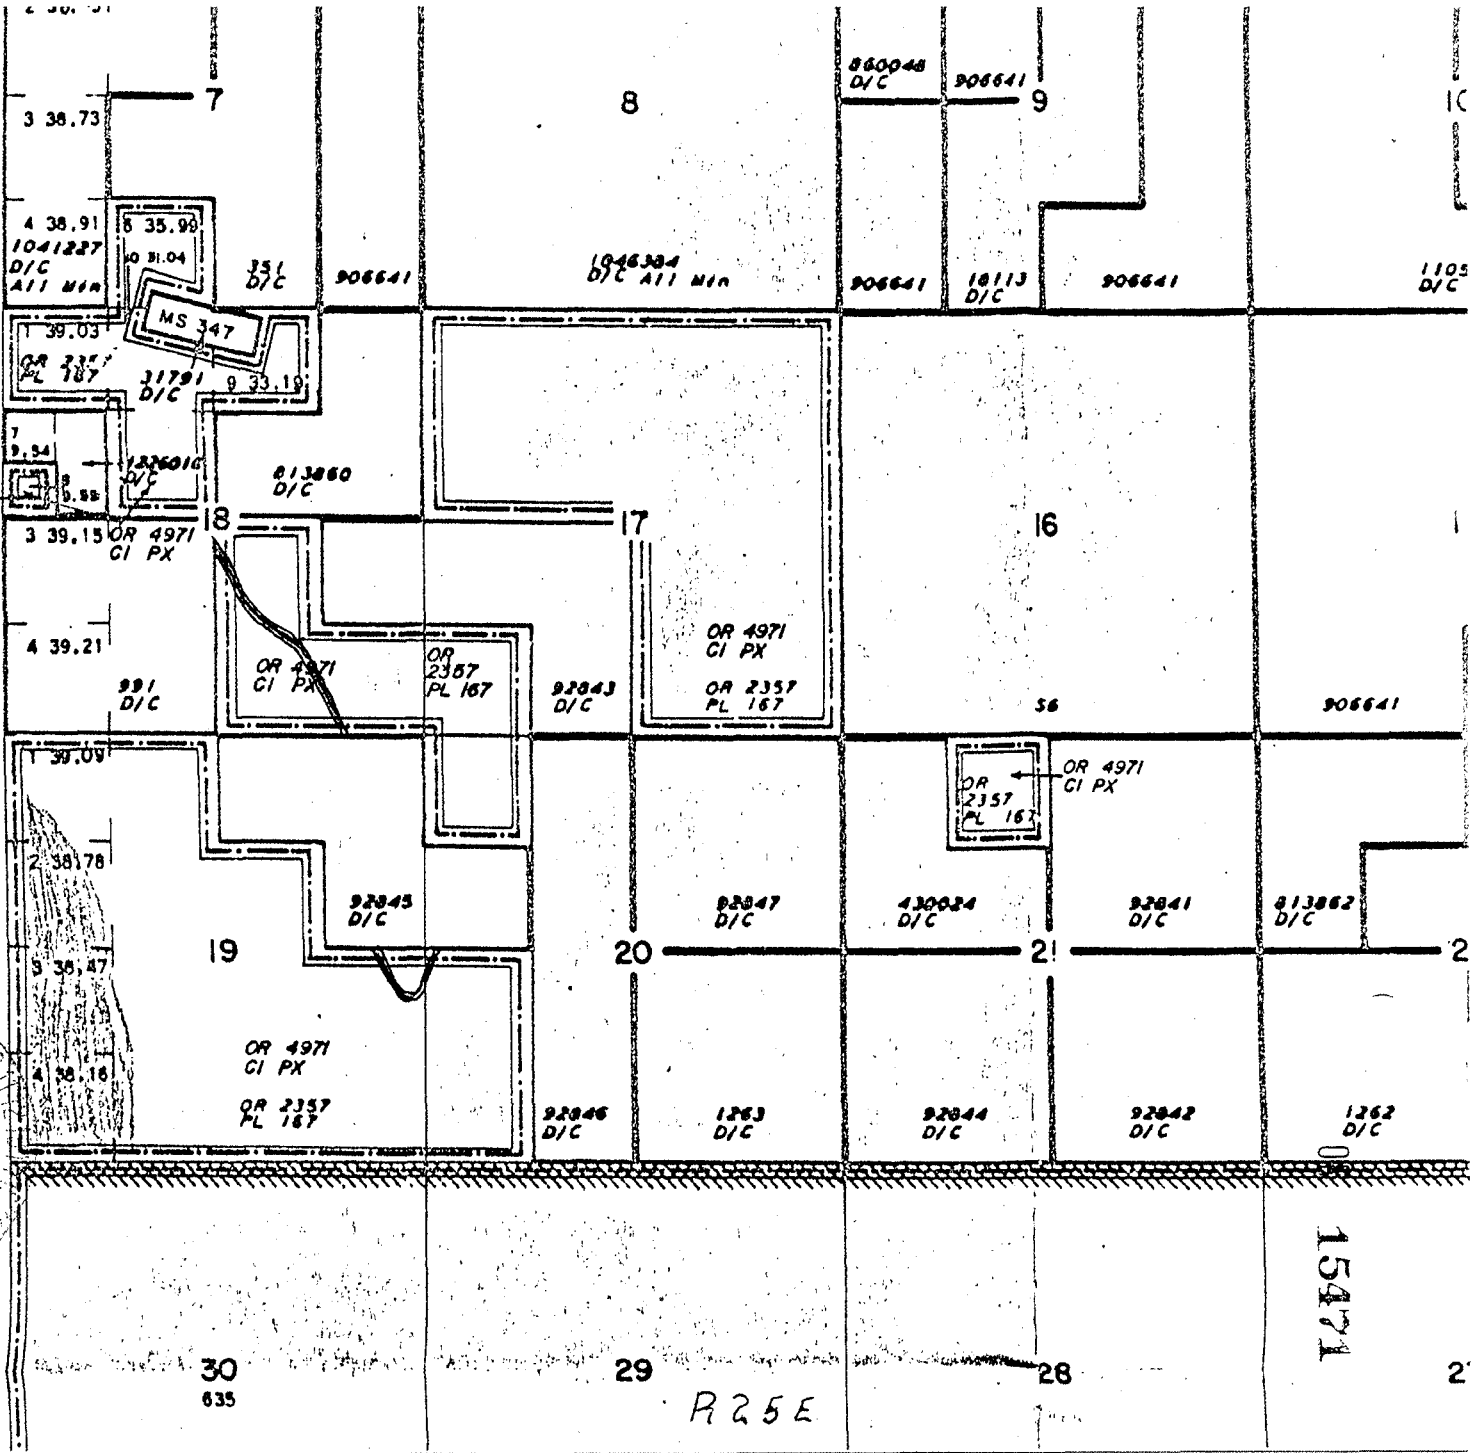 7
8
860048
D/C
906641
9
3 38.73
4 38.91
1041227
D/C
All Min
35.99
31.04
351
D/C
906641
1046384
D/C All Min
906641
18113
D/C
906641
D/C
1 39.03
MS 347
OR 2357
PL 167
31791
D/C
9 33.19
7
9.54
D/C
813860
D/C
18
17
16
3 39.15
OR 4971
CI PX
4 39.21
991
D/C
OR 4971
CI PX
OR
2357
PL 167
92843
D/C
OR 4971
CI PX
OR 2357
PL 167
56
906641
1 39.09
OR 4971
CI PX
OR
2357
PL 167
2 38.78
92845
D/C
92847
D/C
430024
D/C
92841
D/C
813862
D/C
19
20
21
3 38.47
OR 4971
CI PX
4 38.16
OR 2357
PL 167
92846
D/C
1263
D/C
92844
D/C
92842
D/C
1262
D/C
15471
30
635
29
28
R25E